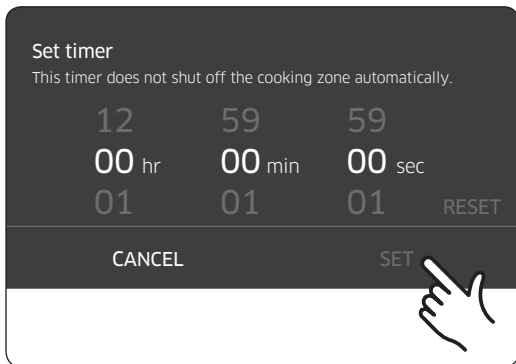 Set timer
This timer does not shut off the cooking zone automatically.
12 59 59
00 hr 00 min 00 sec
01 01 01 RESET
CANCEL SET